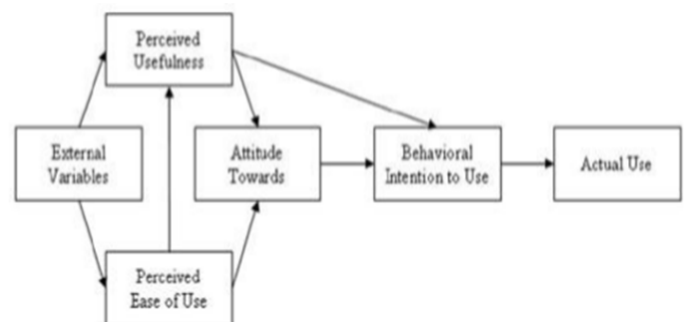 Perceived
Usefulness
External
Variables
Attitude
Towards
Behavioral
Intention to Use
Actual Use
Perceived
Ease of Use